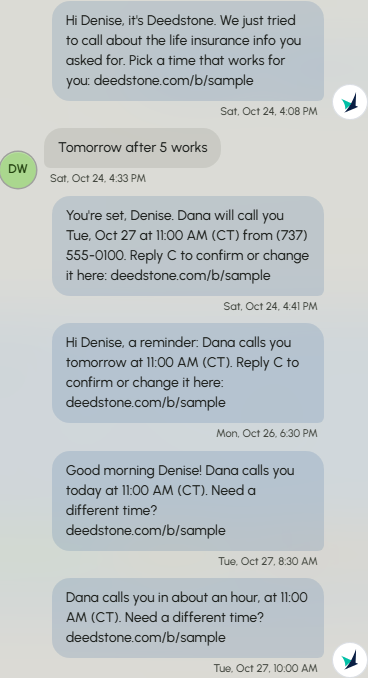 Hi Denise, it's Deedstone. We just tried
to call about the life insurance info you
asked for. Pick a time that works for
you: deedstone.com/b/sample
Sat, Oct 24, 4:08 PM
Tomorrow after 5 works
DW
Sat, Oct 24, 4:33 PM
You're set, Denise. Dana will call you
Tue, Oct 27 at 11:00 AM (CT) from (737)
555-0100. Reply C to confirm or change
it here: deedstone.com/b/sample
Sat, Oct 24, 4:41 PM
Hi Denise, a reminder: Dana calls you
tomorrow at 11:00 AM (CT). Reply C to
confirm or change it here:
deedstone.com/b/sample
Mon, Oct 26, 6:30 PM
Good morning Denise! Dana calls you
today at 11:00 AM (CT). Need a
different time?
deedstone.com/b/sample
Tue, Oct 27, 8:30 AM
Dana calls you in about an hour, at 11:00
AM (CT). Need a different time?
deedstone.com/b/sample
Tue, Oct 27, 10:00 AM